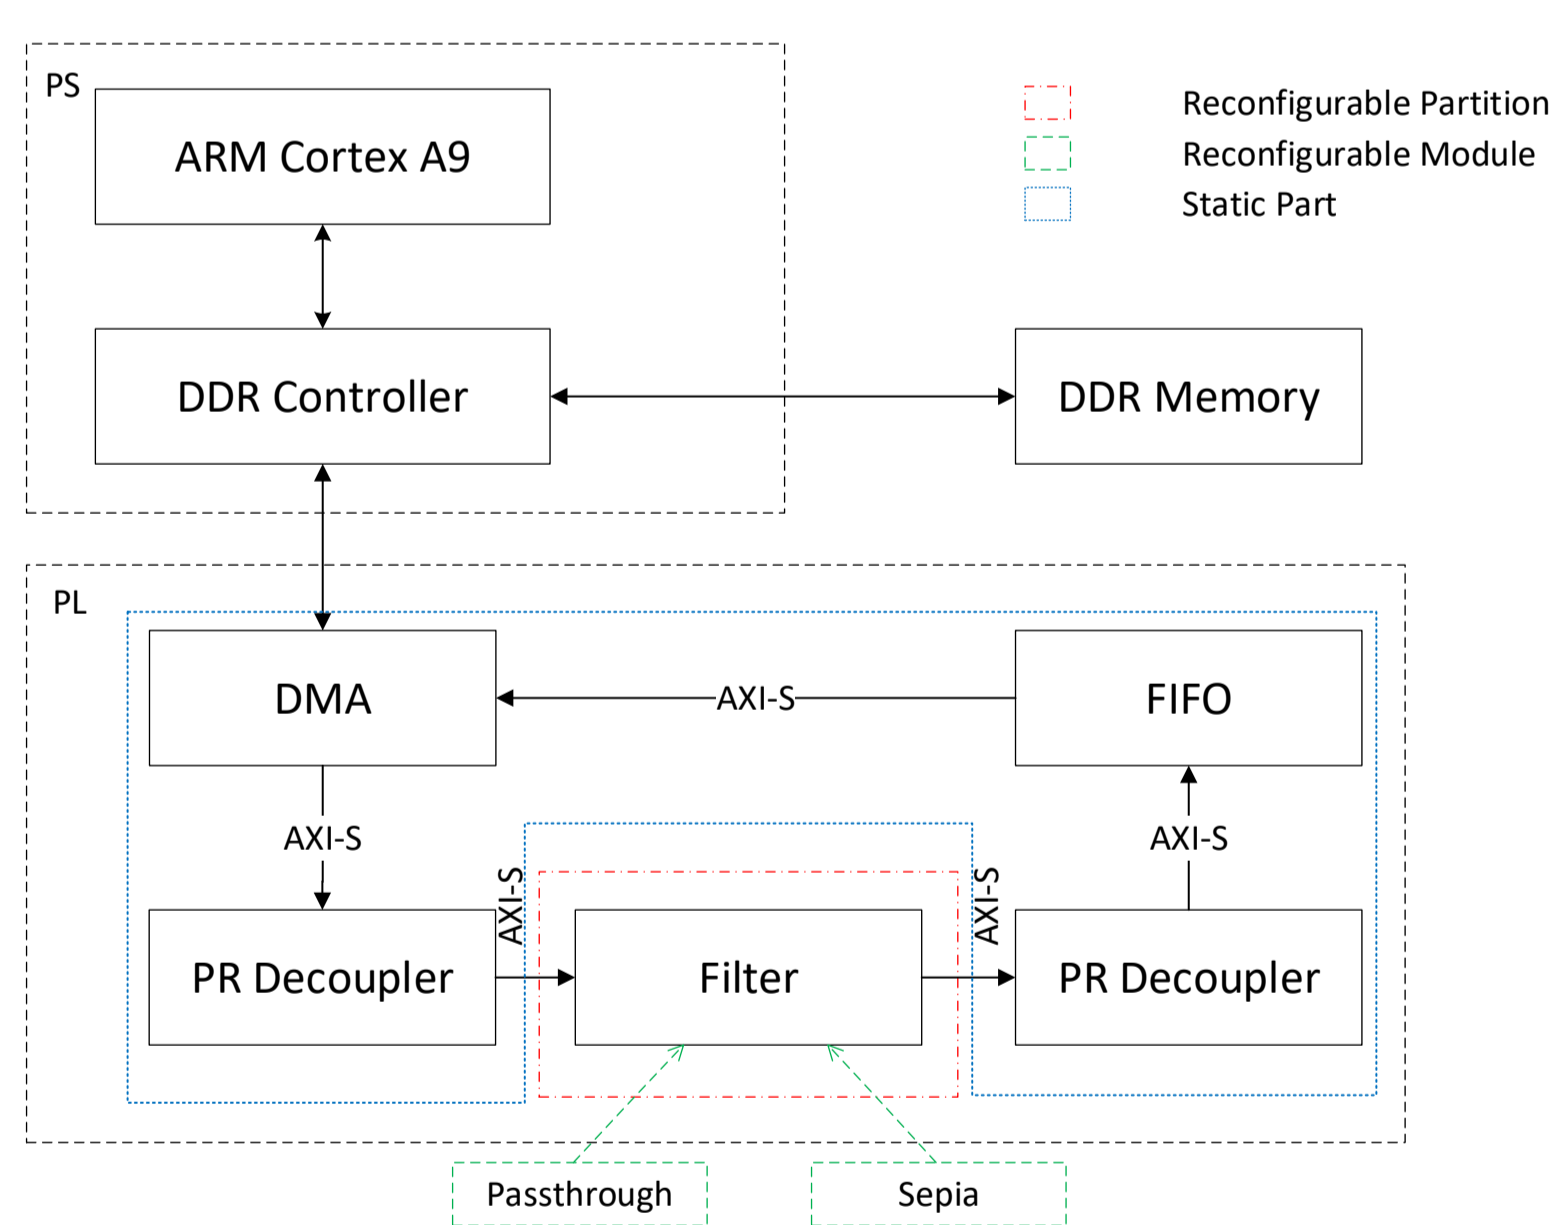 PS
ARM Cortex A9
Reconfigurable Partition
Reconfigurable Module
Static Part
DDR Controller
DDR Memory
PL
DMA
AXI-S
FIFO
AXI-S
AXI-S
AXI-S
AXI-S
PR Decoupler
Filter
PR Decoupler
Passthrough
Sepia